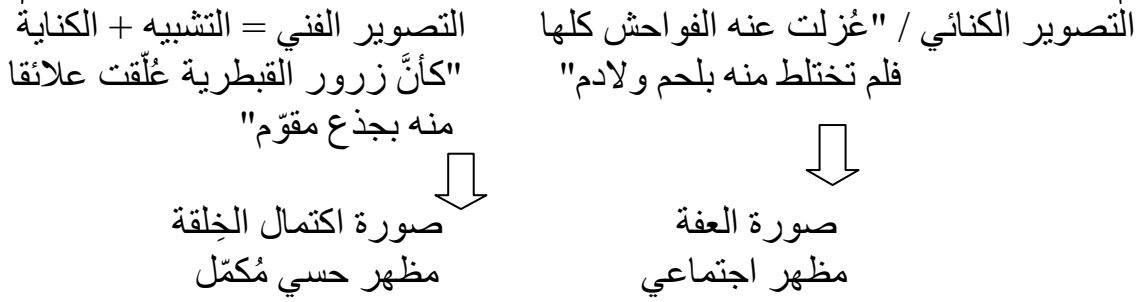 التصوير الكنائي / "عُزلت عنه الفواحش كلها
فلم تختلط منه بلحم ولادم"
صورة العفة
مظهر اجتماعي
التصوير الفني = التشبيه + الكناية
"كأنَّ زرور القبطرية عُلّقت علائقا
منه بجذع مقوّم"
صورة اكتمال الخِلقة
مظهر حسي مُكمّل